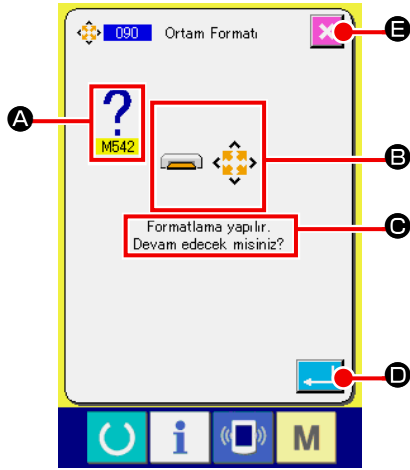 090 Ortam Formatı
E
A
?
M542
B
Formatlama yapılır.
Devam edecek misiniz?
C
D
i
M